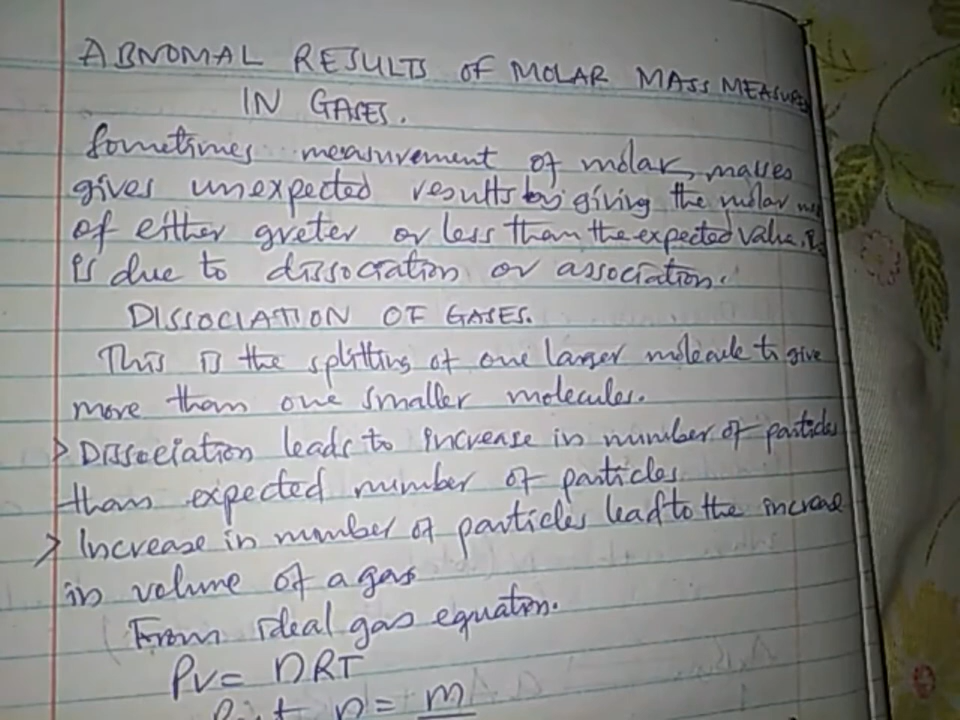 ABNOMAL RESULTS OF MOLAR MASS MEASURE
IN GASES.
Sometimes measurement of molar masses
gives unexpected results by giving the molar
of either greter or less than the expected value.
is due to dissociation or association.
DISSOCIATION OF GASES.
This is the splitting of one larger molecule to give
more than one smaller molecules.
> Dissociation leads to increase in number of particles
than expected number of particles.
> Increase in number of particles lead to the increase
in volume of a gas
From ideal gas equation.
PV = nRT
But n = m